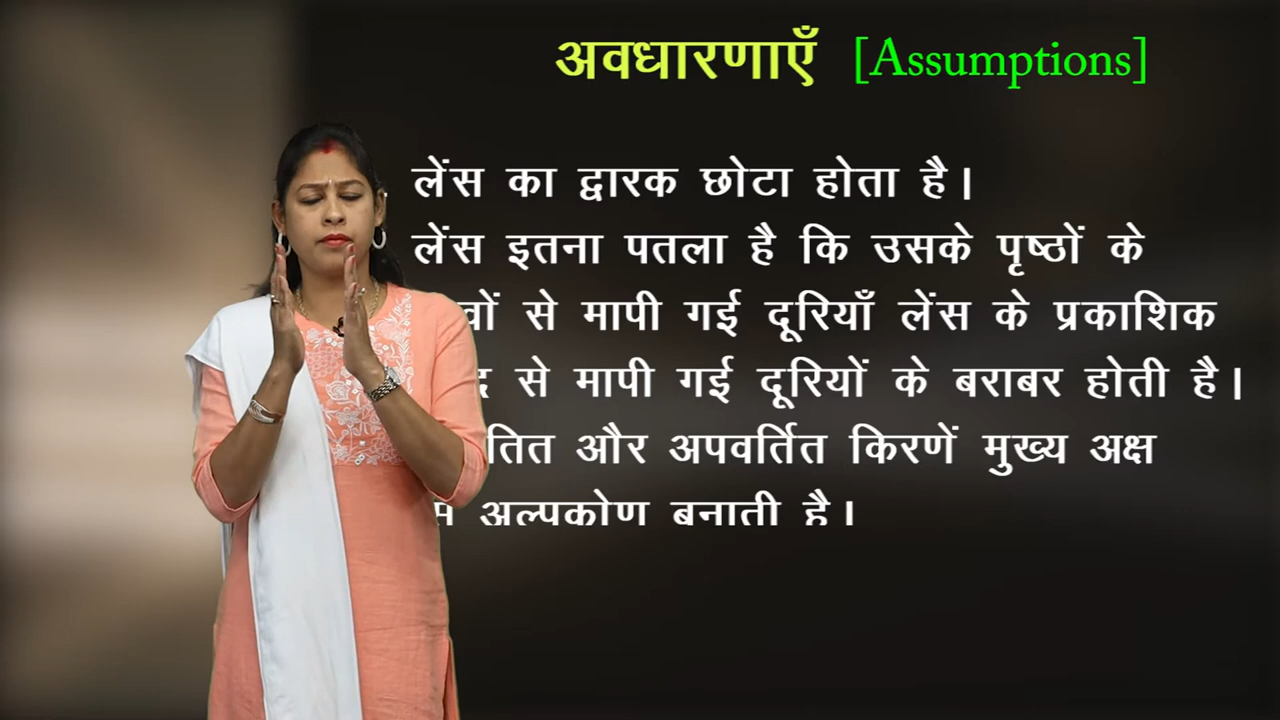 अवधारणाएँ [Assumptions]
लेंस का द्वारक छोटा होता है।
लेंस इतना पतला है कि उसके पृष्ठों के
से मापी गई दूरियाँ लेंस के प्रकाशिक
से मापी गई दूरियों के बराबर होती है।
और अपवर्तित किरणें मुख्य अक्ष
अल्पकोण बनाती है।